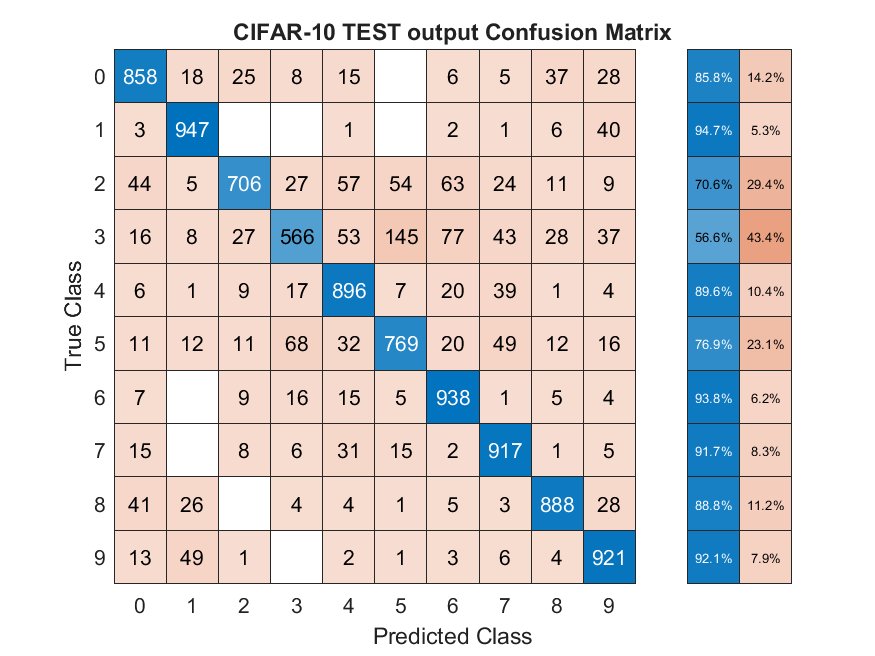 CIFAR-10 TEST output Confusion Matrix
0 858 18 25 8 15 6 5 37 28 85.8% 14.2%
1 3 947 1 2 1 6 40 94.7% 5.3%
2 44 5 706 27 57 54 63 24 11 9 70.6% 29.4%
3 16 8 27 566 53 145 77 43 28 37 56.6% 43.4%
4 6 1 9 17 896 7 20 39 1 4 89.6% 10.4%
5 11 12 11 68 32 769 20 49 12 16 76.9% 23.1%
6 7 9 16 15 5 938 1 5 4 93.8% 6.2%
7 15 8 6 31 15 2 917 1 5 91.7% 8.3%
8 41 26 4 4 1 5 3 888 28 88.8% 11.2%
9 13 49 1 2 1 3 6 4 921 92.1% 7.9%
0 1 2 3 4 5 6 7 8 9
Predicted Class
True Class